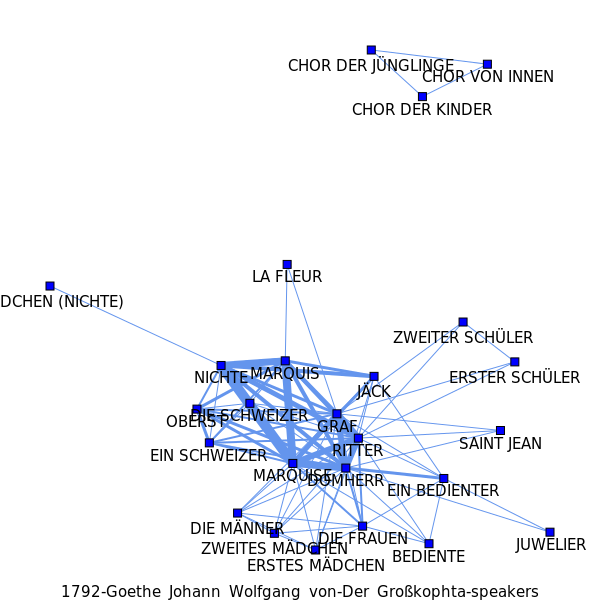 CHOR DER JÜNGLINGE
CHOR VON INNEN
CHOR DER KINDER
LA FLEUR
DCHEN (NICHTE)
ZWEITER SCHÜLER
NICHTE
MARQUIS
ERSTER SCHÜLER
JÄCK
DIE SCHWEIZER
OBERST
GRAF
SAINT JEAN
RITTER
EIN SCHWEIZER
MARQUISE
DOMHERR
EIN BEDIENTER
DIE MÄNNER
DIE FRAUEN
JUWELIER
ZWEITES MÄDCHEN
BEDIENTE
ERSTES MÄDCHEN
1792-Goethe Johann Wolfgang von-Der Großkophta-speakers